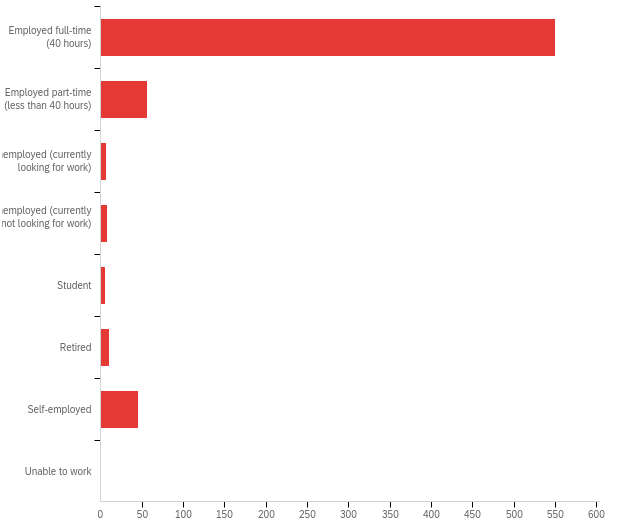 Employed full-time
(40 hours)
Employed part-time
(less than 40 hours)
(currently
looking for work)
(currently
not looking for work)
Student
Retired
Self-employed
Unable to work
0 50 100 150 200 250 300 350 400 450 500 550 600